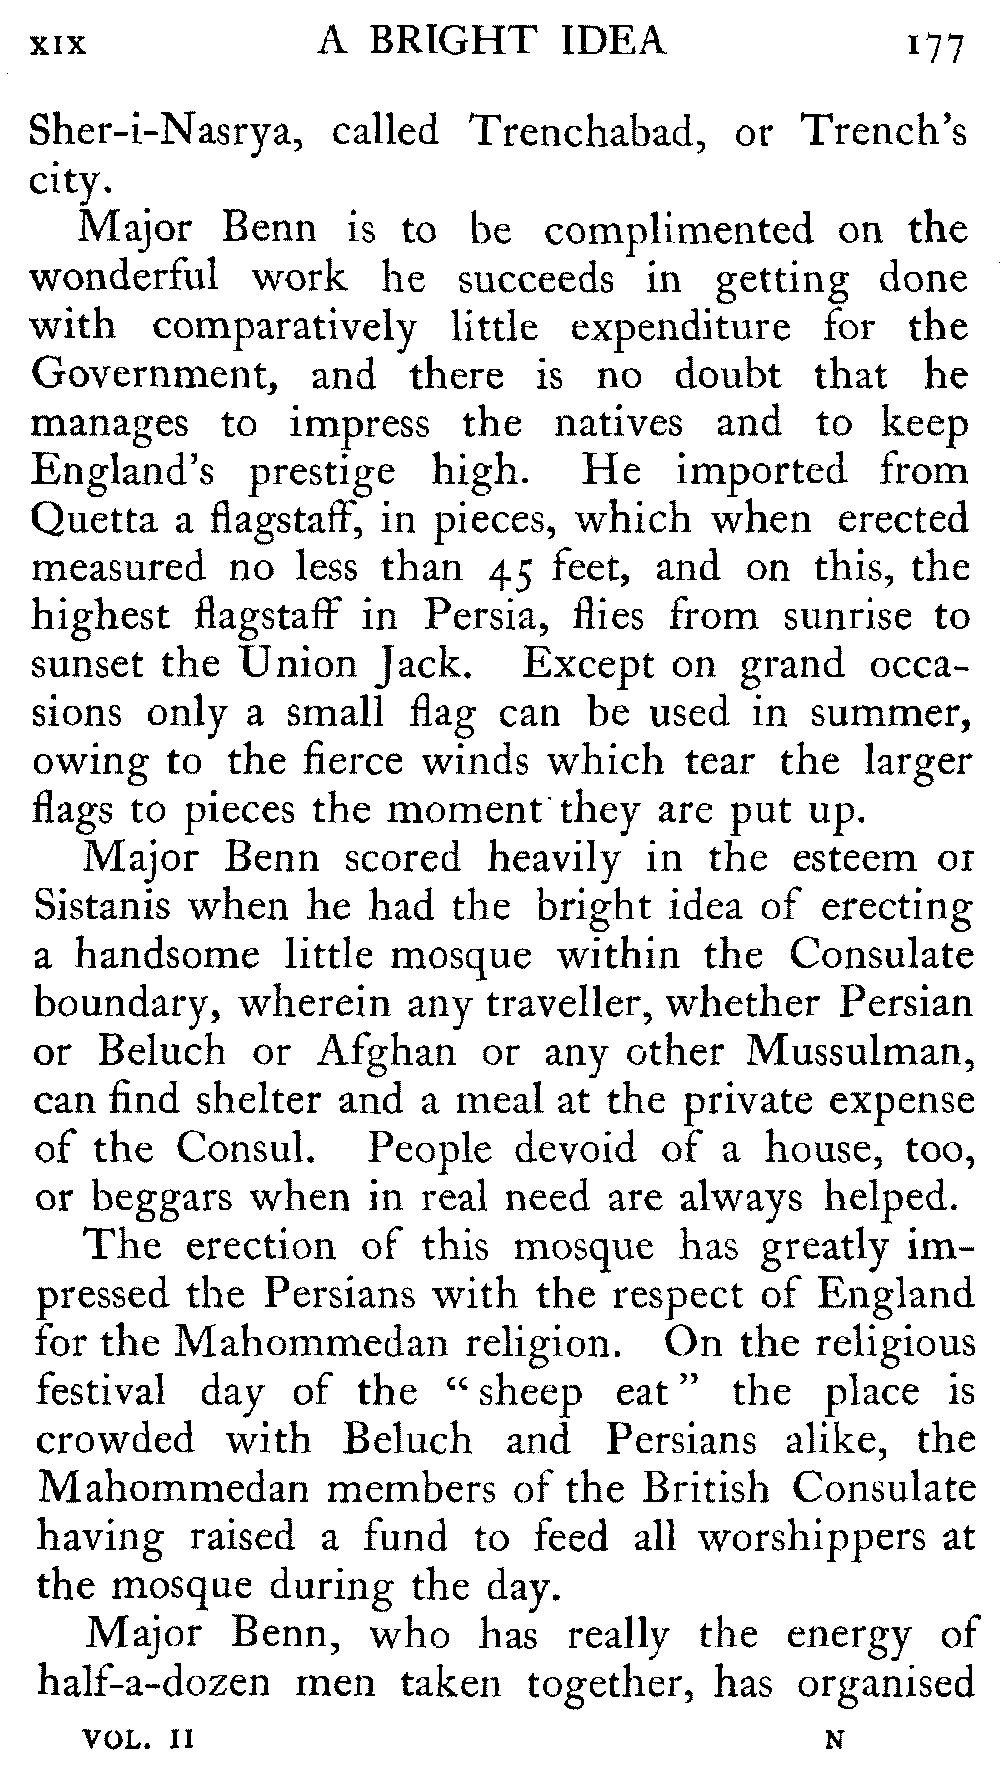 XIX A BRIGHT IDEA 177
Sher-i-Nasrya, called Trenchabad, or Trench's
city.
Major Benn is to be complimented on the
wonderful work he succeeds in getting done
with comparatively little expenditure for the
Government, and there is no doubt that he
manages to impress the natives and to keep
England's prestige high. He imported from
Quetta a flagstaff, in pieces, which when erected
measured no less than 45 feet, and on this, the
highest flagstaff in Persia, flies from sunrise to
sunset the Union Jack. Except on grand occa-
sions only a small flag can be used in summer,
owing to the fierce winds which tear the larger
flags to pieces the moment they are put up.
Major Benn scored heavily in the esteem of
Sistanis when he had the bright idea of erecting
a handsome little mosque within the Consulate
boundary, wherein any traveller, whether Persian
or Beluch or Afghan or any other Mussulman,
can find shelter and a meal at the private expense
of the Consul. People devoid of a house, too,
or beggars when in real need are always helped.
The erection of this mosque has greatly im-
pressed the Persians with the respect of England
for the Mahommedan religion. On the religious
festival day of the “sheep eat” the place is
crowded with Beluch and Persians alike, the
Mahommedan members of the British Consulate
having raised a fund to feed all worshippers at
the mosque during the day.
Major Benn, who has really the energy of
half-a-dozen men taken together, has organised
VOL. II N